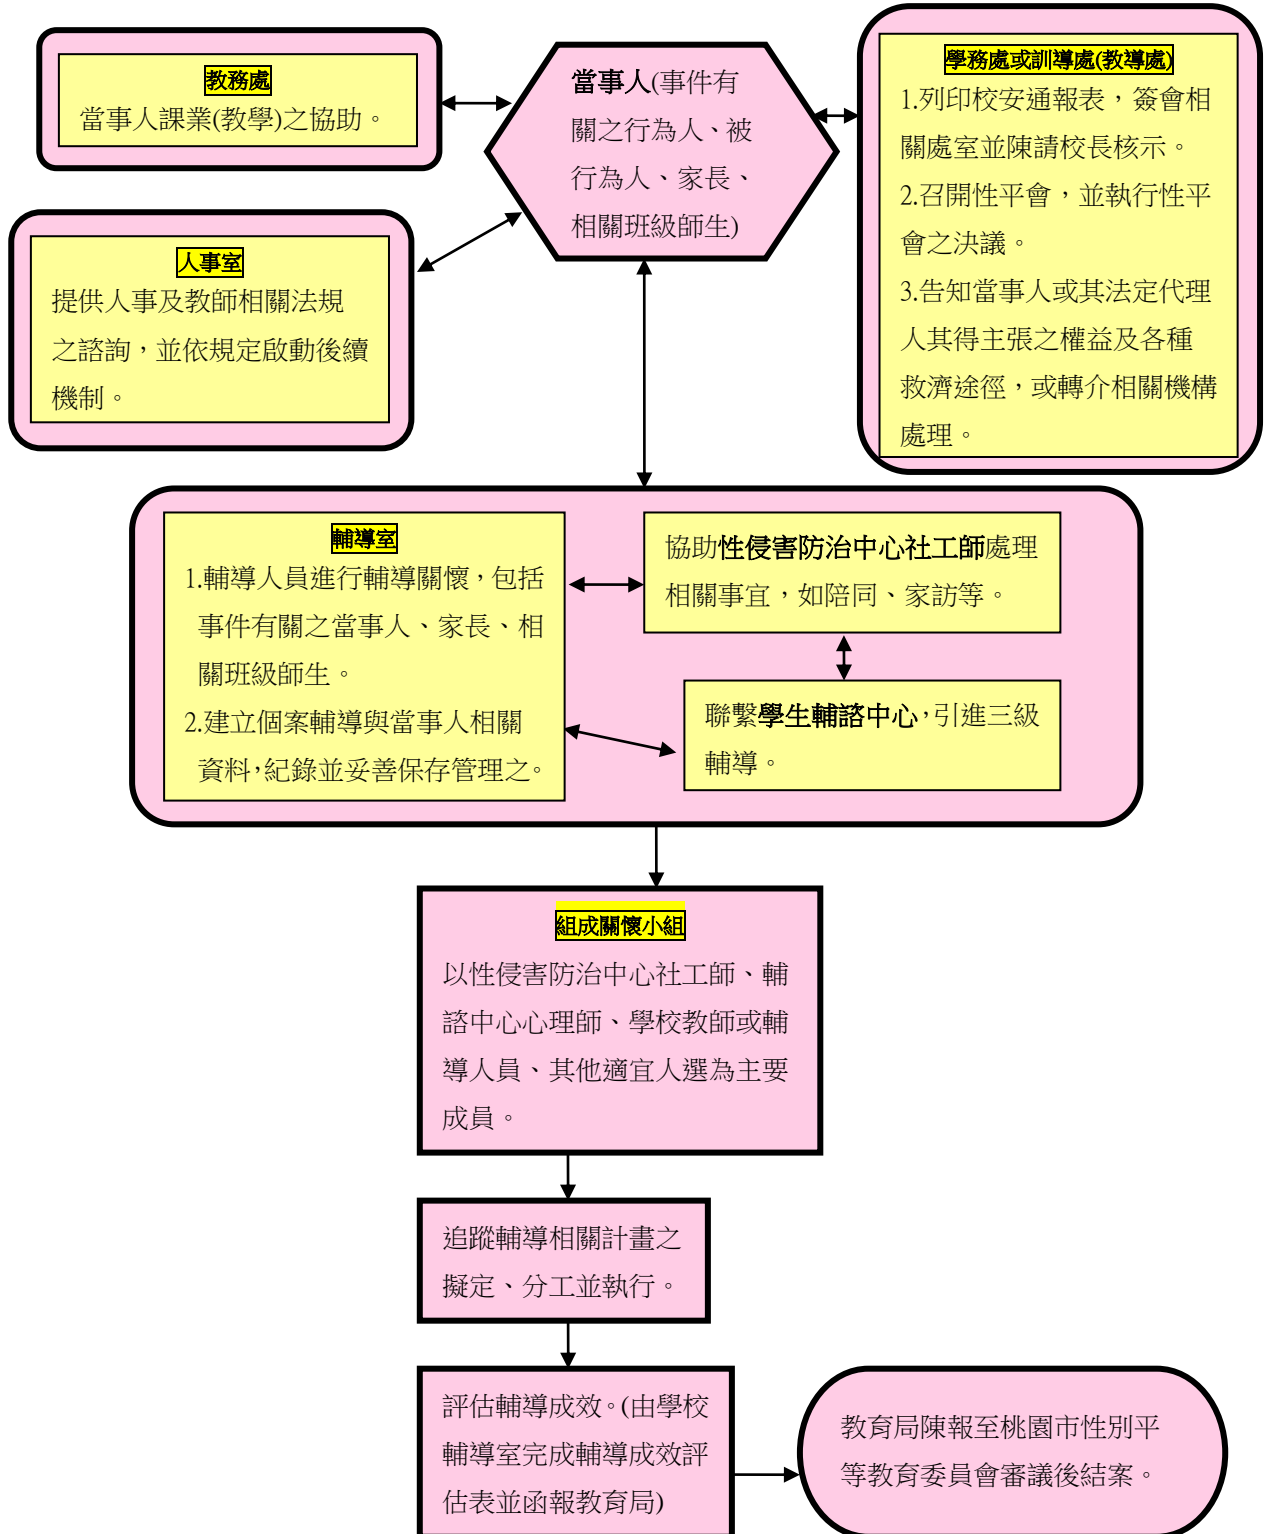 教務處
當事人課業(教學)之協助。
當事人(事件有
關之行為人、被
行為人、家長、
相關班級師生)
學務處或訓導處(教導處)
1.列印校安通報表，簽會相
關處室並陳請校長核示。
2.召開性平會，並執行性平
會之決議。
3.告知當事人或其法定代理
人其得主張之權益及各種
救濟途徑，或轉介相關機構
處理。
人事室
提供人事及教師相關法規
之諮詢，並依規定啟動後續
機制。
輔導室
1.輔導人員進行輔導關懷，包括
事件有關之當事人、家長、相
關班級師生。
2.建立個案輔導與當事人相關
資料，紀錄並妥善保存管理之。
協助性侵害防治中心社工師處理
相關事宜，如陪同、家訪等。
聯繫學生輔諮中心，引進三級
輔導。
組成關懷小組
以性侵害防治中心社工師、輔
諮中心心理師、學校教師或輔
導人員、其他適宜人選為主要
成員。
追蹤輔導相關計畫之
擬定、分工並執行。
評估輔導成效。(由學校
輔導室完成輔導成效評
估表並函報教育局)
教育局陳報至桃園市性別平
等教育委員會審議後結案。